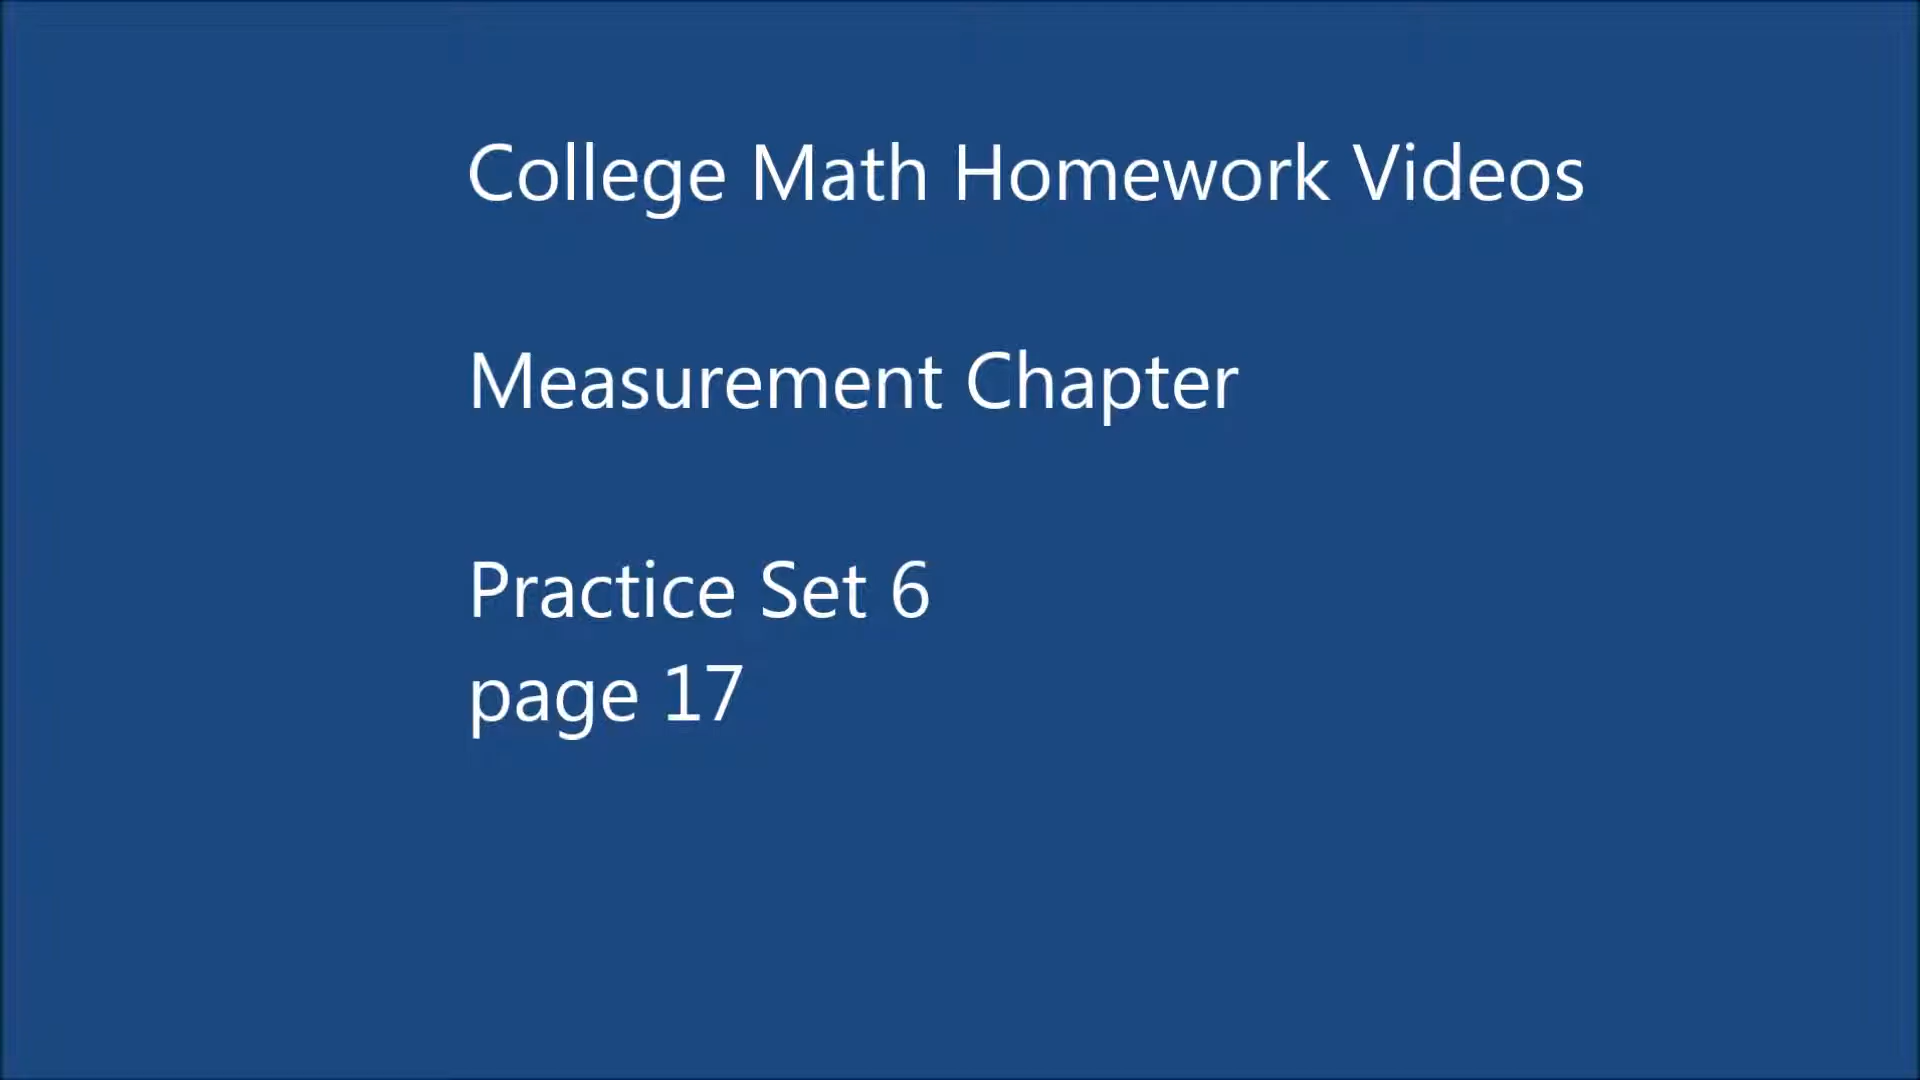 College Math Homework Videos
Measurement Chapter
Practice Set 6
page 17